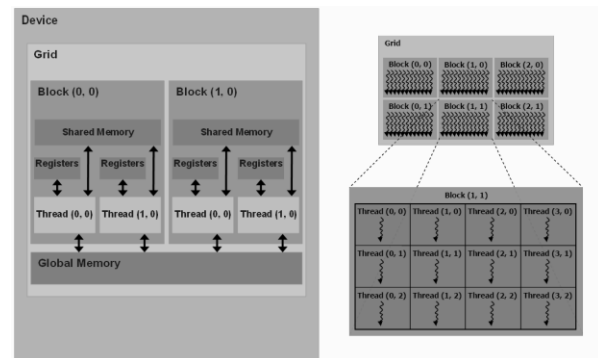 Device
Grid
Block (0, 0) Block (1, 0)
Shared Memory Shared Memory
Registers Registers Registers Registers
Thread (0, 0) Thread (1, 0) Thread (0, 0) Thread (1, 0)
Global Memory
Grid
Block (0, 0) Block (1, 0) Block (2, 0)
Block (0, 1) Block (1, 1) Block (2, 1)
Block (1, 1)
Thread (0, 0) Thread (1, 0) Thread (2, 0) Thread (3, 0)
Thread (0, 1) Thread (1, 1) Thread (2, 1) Thread (3, 1)
Thread (0, 2) Thread (1, 2) Thread (2, 2) Thread (3, 2)